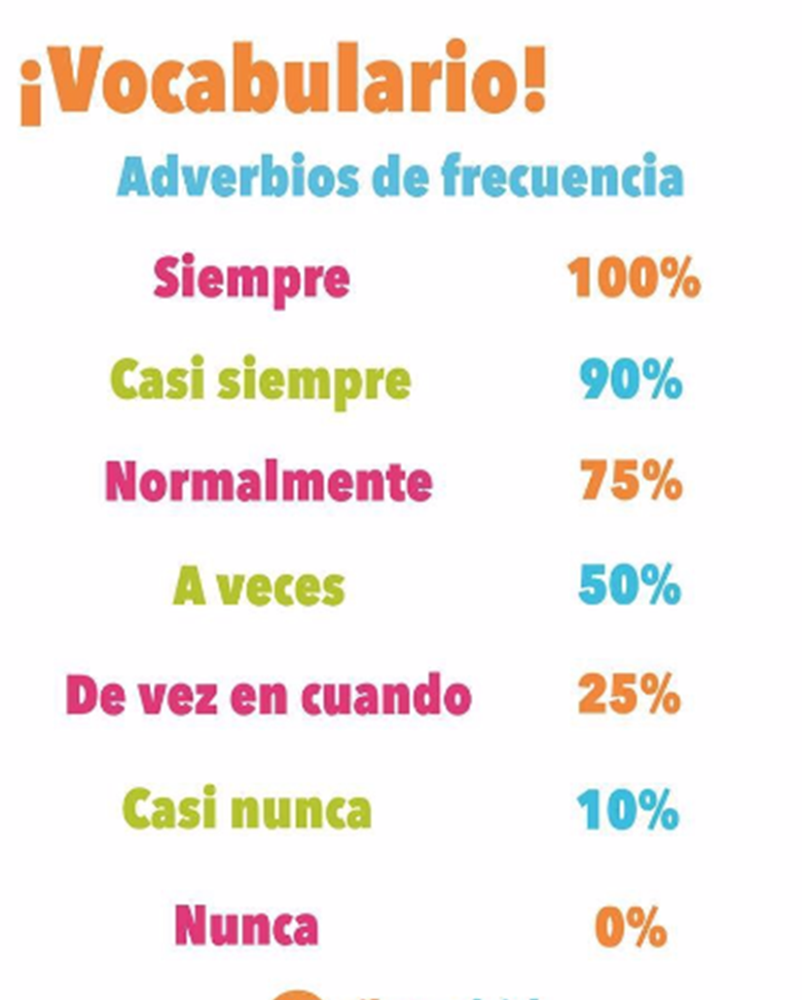 ¡Vocabulario!
Adverbios de frecuencia
Siempre 100%
Casi siempre 90%
Normalmente 75%
A veces 50%
De vez en cuando 25%
Casi nunca 10%
Nunca 0%